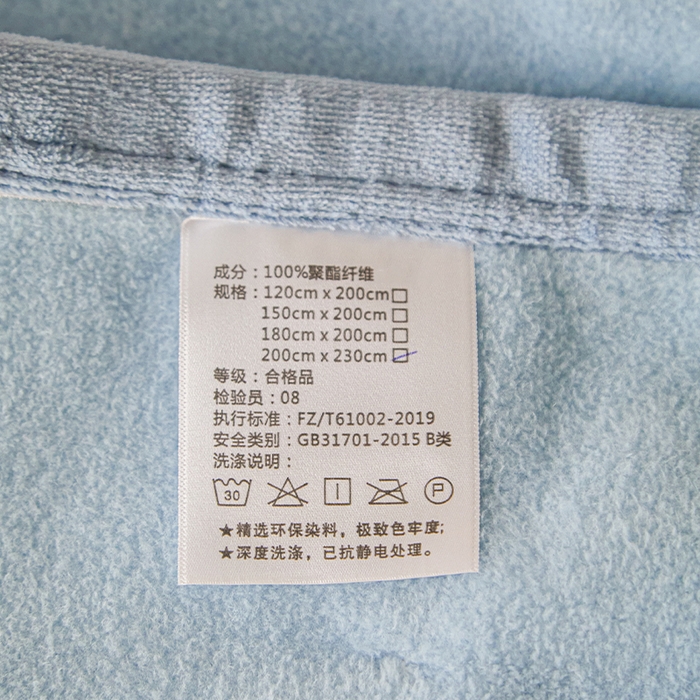 成分：100%聚酯纤维
规格：120cm x 200cm□
150cm x 200cm□
180cm x 200cm□
200cm x 230cm☑
等级：合格品
检验员：08
执行标准：FZ/T61002-2019
安全类别：GB31701-2015 B类
洗涤说明：
30 P
★精选环保染料，极致色牢度；
★深度洗涤，已抗静电处理。